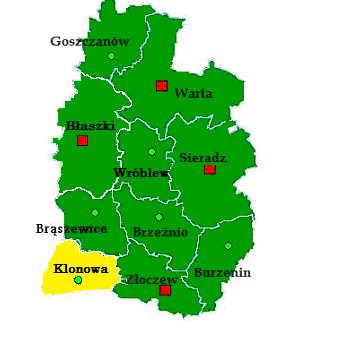 Goszczanów
Warta
Błaszki
Sieradz
Wróblew
Brąszewice
Brzeźnio
Klonowa
Złoczew
Burzenin